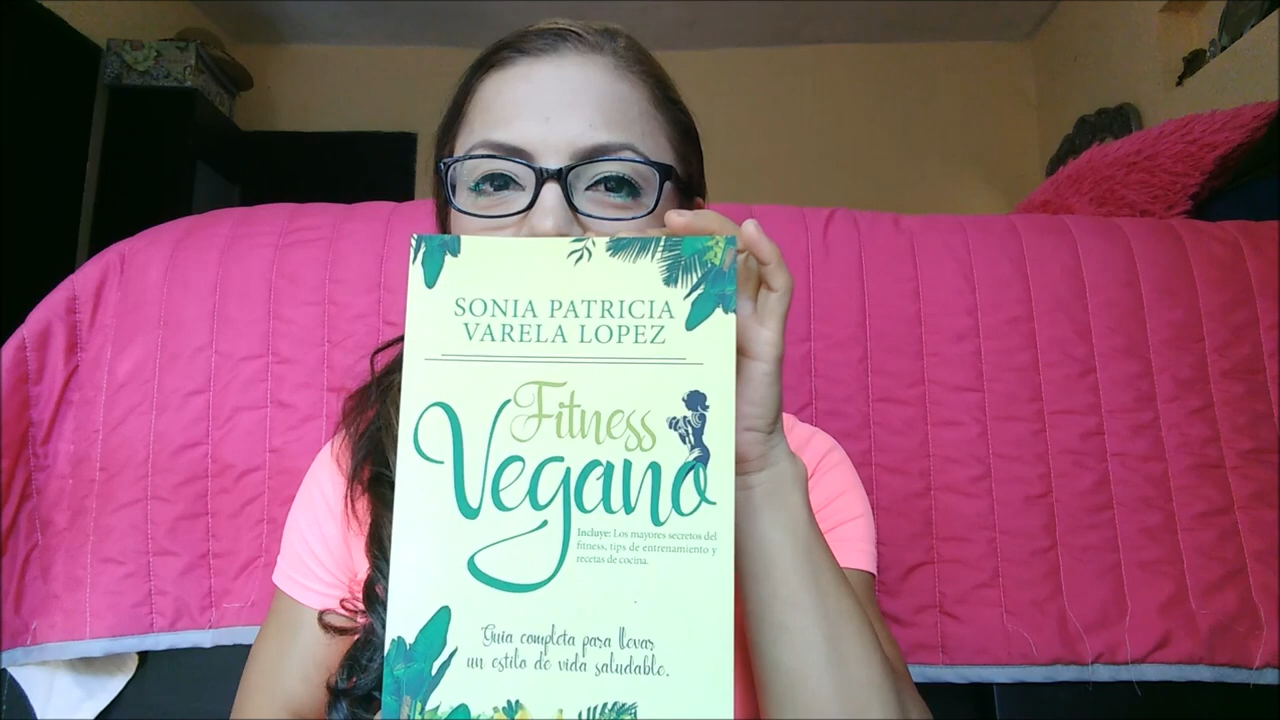 SONIA PATRICIA
VARELA LOPEZ
Fitness
Vegano
Incluye: Los mayores secretos del
fitness, tips de entrenamiento y
recetas de cocina.
Guía completa para llevar
un estilo de vida saludable.